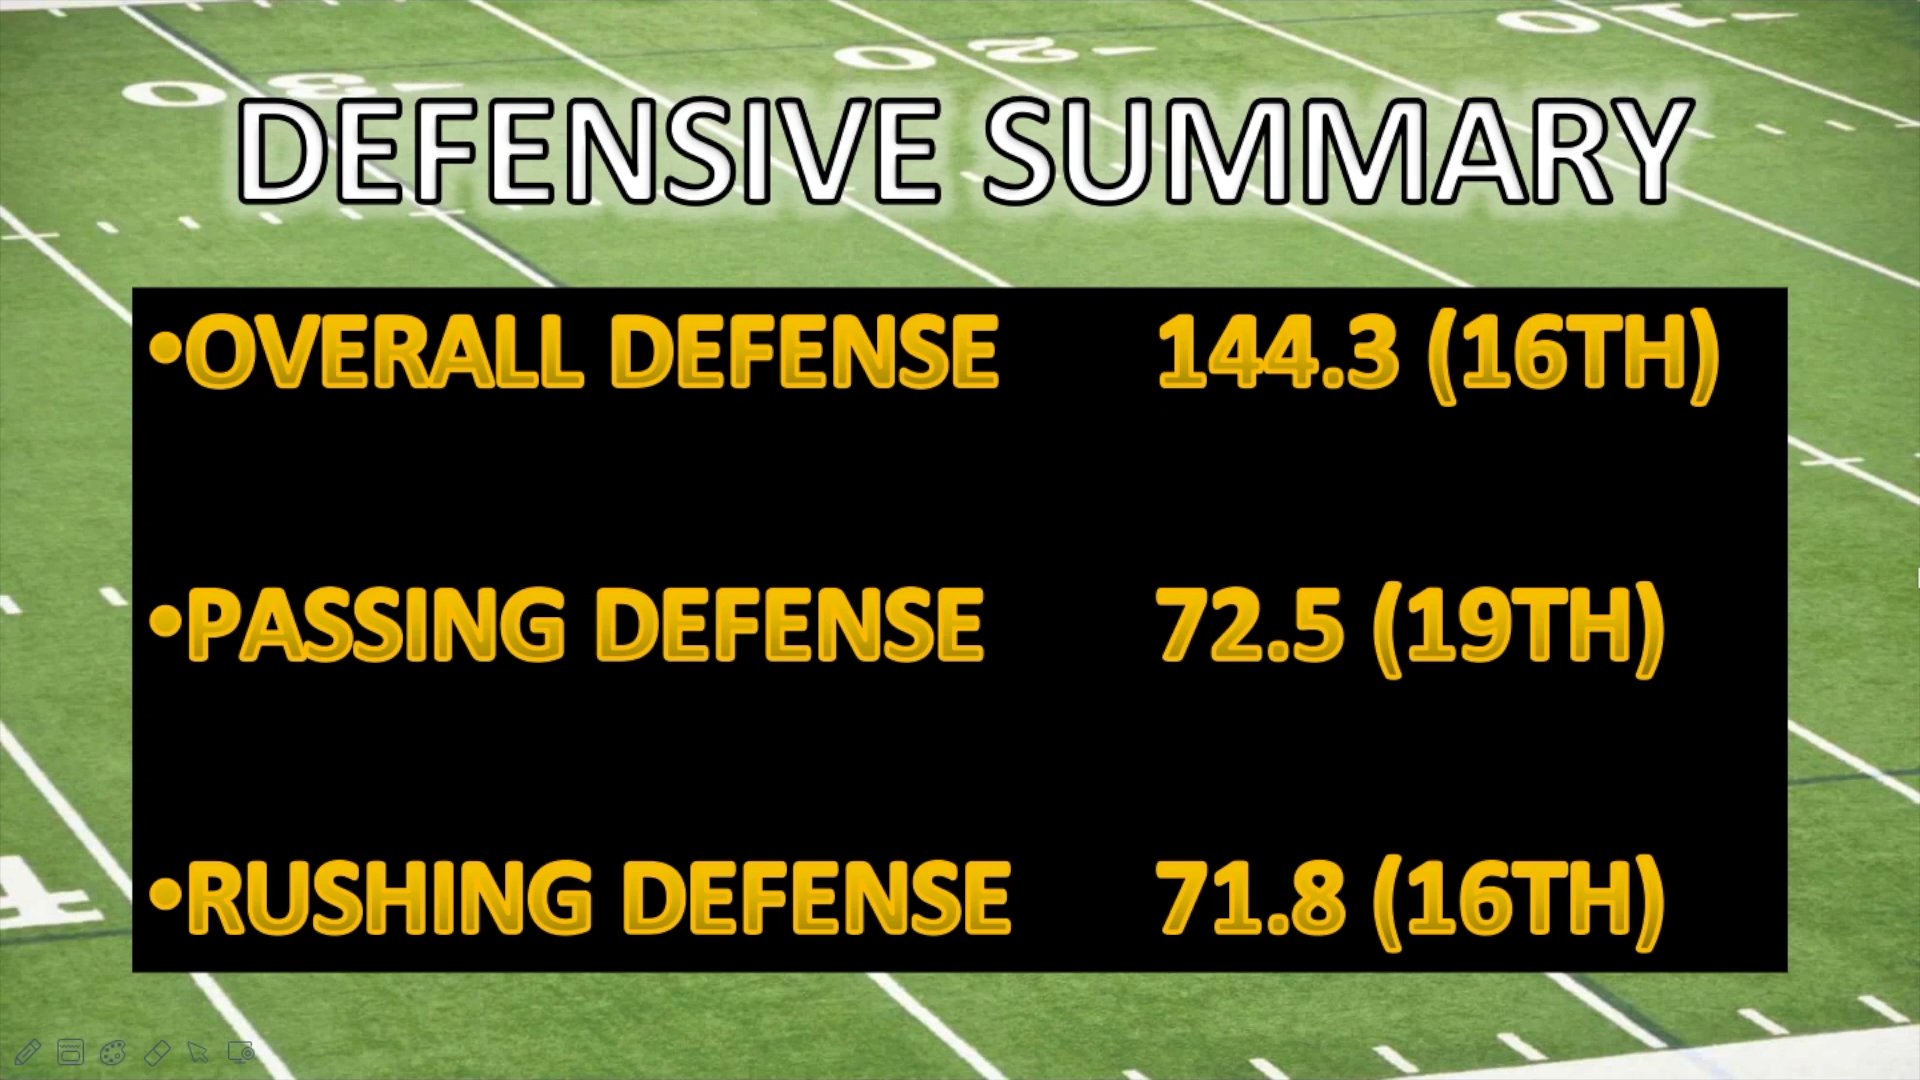 DEFENSIVE SUMMARY
•OVERALL DEFENSE 144.3 (16TH)
•PASSING DEFENSE 72.5 (19TH)
•RUSHING DEFENSE 71.8 (16TH)